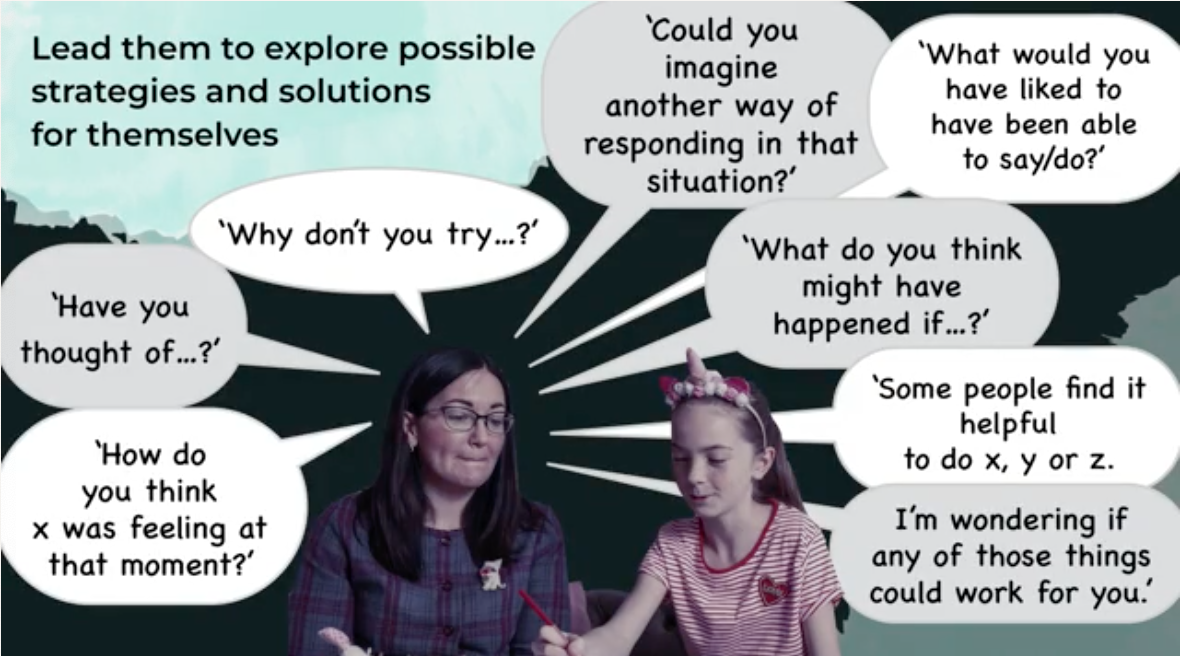 Lead them to explore possible
strategies and solutions
for themselves
‘Could you
imagine
another way of
responding in that
situation?’
‘What would you
have liked to
have been able
to say/do?’
‘Why don’t you try...?’
‘What do you think
might have
happened if...?’
‘Have you
thought of...?’
‘Some people find it
helpful
to do x, y or z.
‘How do
you think
x was feeling at
that moment?’
I’m wondering if
any of those things
could work for you.’